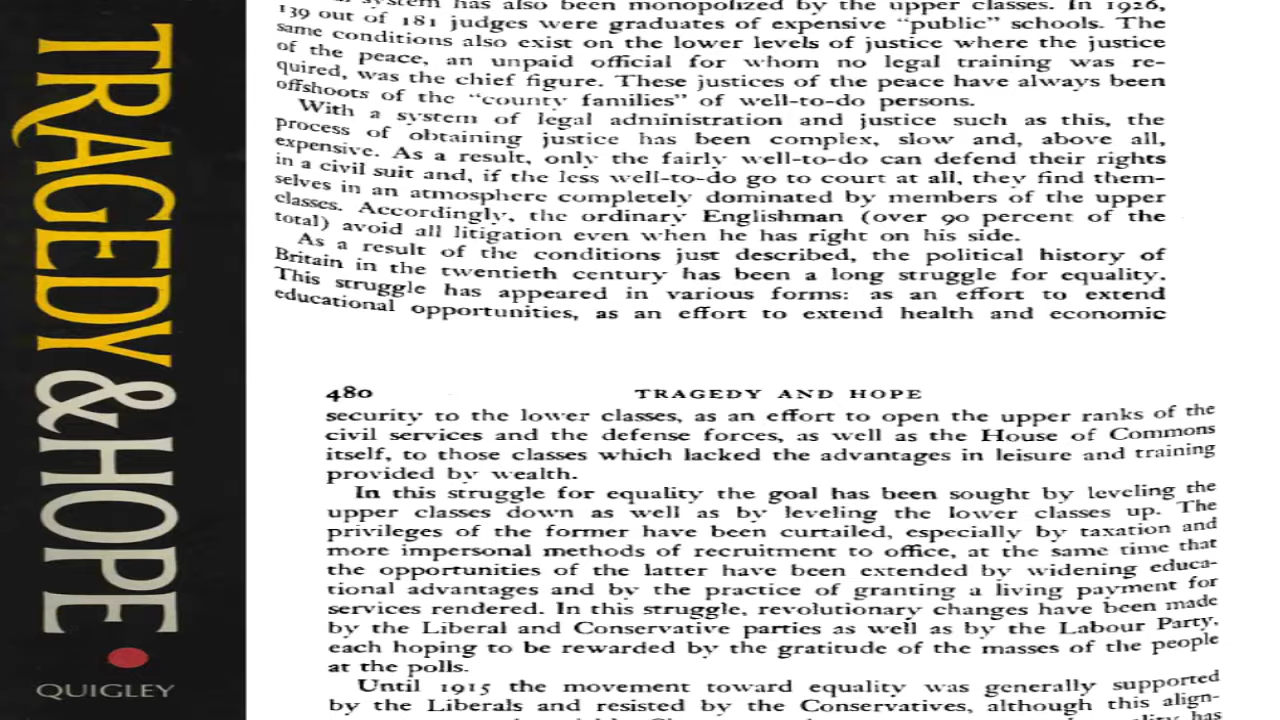 TRAGEDY & HOPE
QUIGLEY
system has also been monopolized by the upper classes. In 1926,
139 out of 181 judges were graduates of expensive "public" schools. The
same conditions also exist on the lower levels of justice where the justice
of the peace, an unpaid official for whom no legal training was re-
quired, was the chief figure. These justices of the peace have always been
offshoots of the "county families" of well-to-do persons.
With a system of legal administration and justice such as this, the
process of obtaining justice has been complex, slow and, above all,
expensive. As a result, only the fairly well-to-do can defend their rights
in a civil suit and, if the less well-to-do go to court at all, they find them-
selves in an atmosphere completely dominated by members of the upper
classes. Accordingly, the ordinary Englishman (over 90 percent of the
total) avoid all litigation even when he has right on his side.
As a result of the conditions just described, the political history of
Britain in the twentieth century has been a long struggle for equality.
This struggle has appeared in various forms: as an effort to extend
educational opportunities, as an effort to extend health and economic
480 TRAGEDY AND HOPE
security to the lower classes, as an effort to open the upper ranks of the
civil services and the defense forces, as well as the House of Commons
itself, to those classes which lacked the advantages in leisure and training
provided by wealth.
In this struggle for equality the goal has been sought by leveling the
upper classes down as well as by leveling the lower classes up. The
privileges of the former have been curtailed, especially by taxation and
more impersonal methods of recruitment to office, at the same time that
the opportunities of the latter have been extended by widening educa-
tional advantages and by the practice of granting a living payment for
services rendered. In this struggle, revolutionary changes have been made
by the Liberal and Conservative parties as well as by the Labour Party,
each hoping to be rewarded by the gratitude of the masses of the people
at the polls.
Until 1915 the movement toward equality was generally supported
by the Liberals and resisted by the Conservatives, although this align-
has